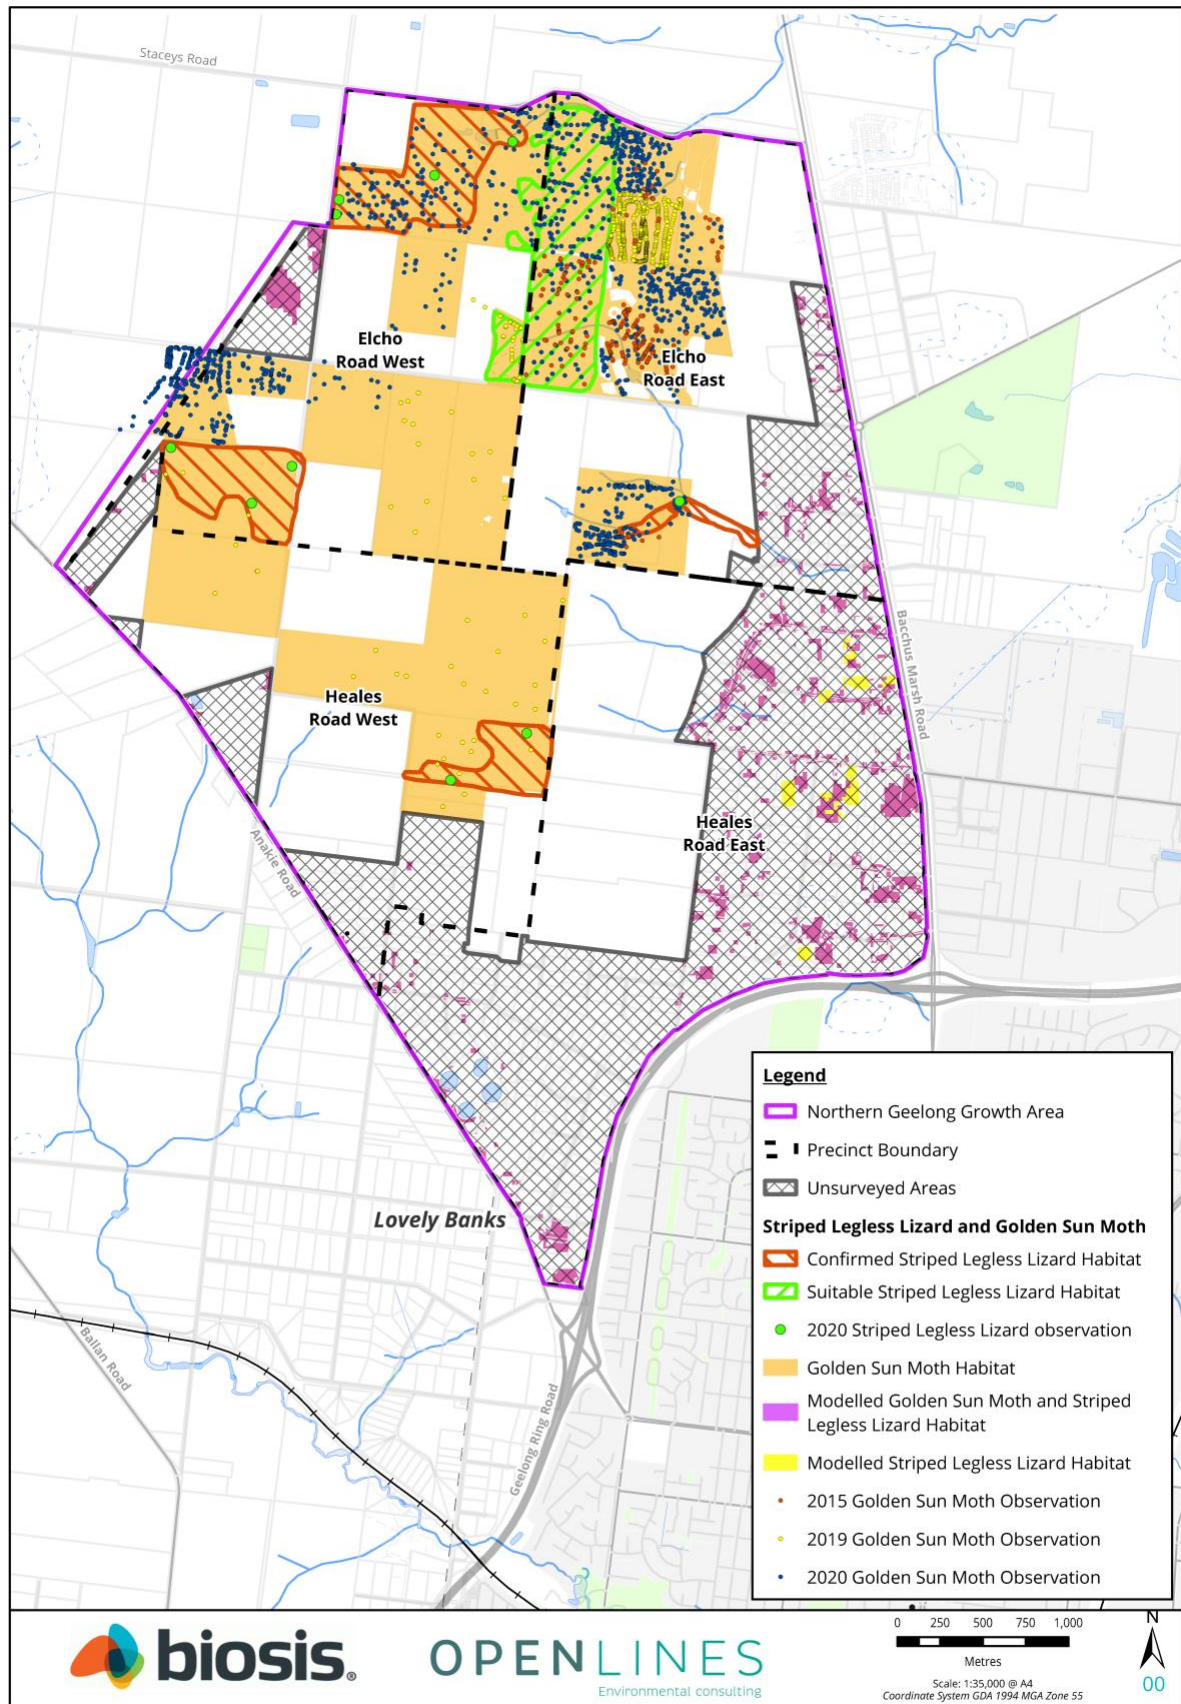 Staceys Road
Elcho
Road West
Elcho
Road East
Bacchus Marsh Road
Heales
Road West
Heales
Road East
Anakie Road
Lovely Banks
Ballan Road
Geelong Ring Road
Legend
Northern Geelong Growth Area
Precinct Boundary
Unsurveyed Areas
Striped Legless Lizard and Golden Sun Moth
Confirmed Striped Legless Lizard Habitat
Suitable Striped Legless Lizard Habitat
2020 Striped Legless Lizard observation
Golden Sun Moth Habitat
Modelled Golden Sun Moth and Striped
Legless Lizard Habitat
Modelled Striped Legless Lizard Habitat
2015 Golden Sun Moth Observation
2019 Golden Sun Moth Observation
2020 Golden Sun Moth Observation
biosis®
OPENLINES
Environmental consulting
0 250 500 750 1,000
Metres
Scale: 1:35,000 @ A4
Coordinate System GDA 1994 MGA Zone 55
N
00